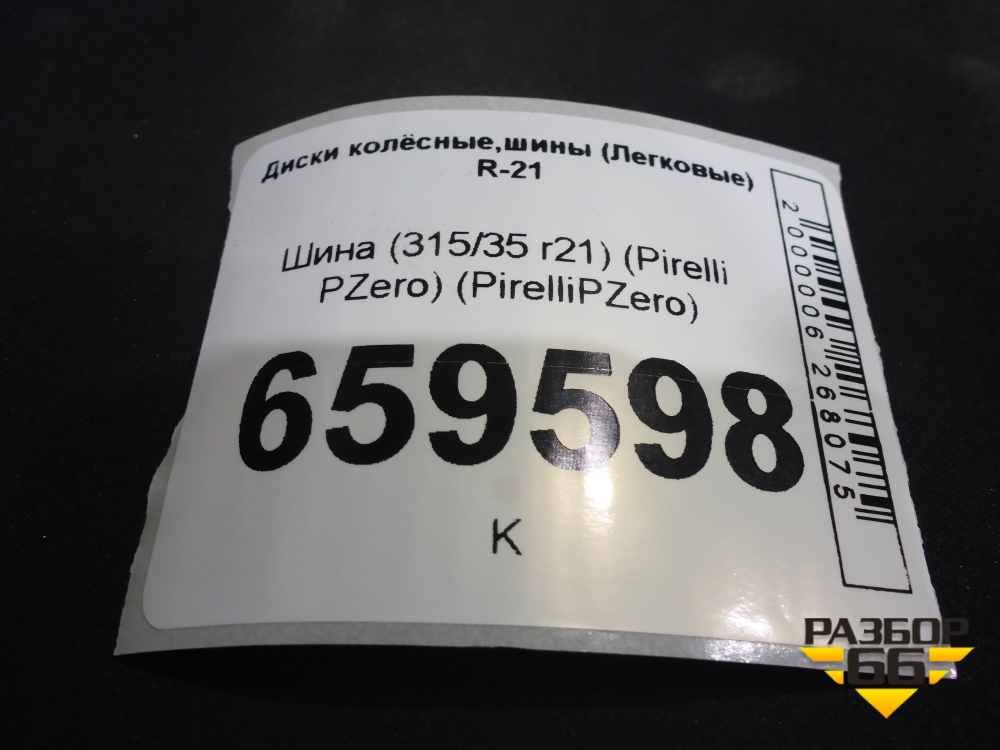 Диски колёсные,шины (Легковые)
R-21
Шина (315/35 r21) (Pirelli
PZero) (PirelliPZero)
659598
К
2000006268075
РАЗБОР
66